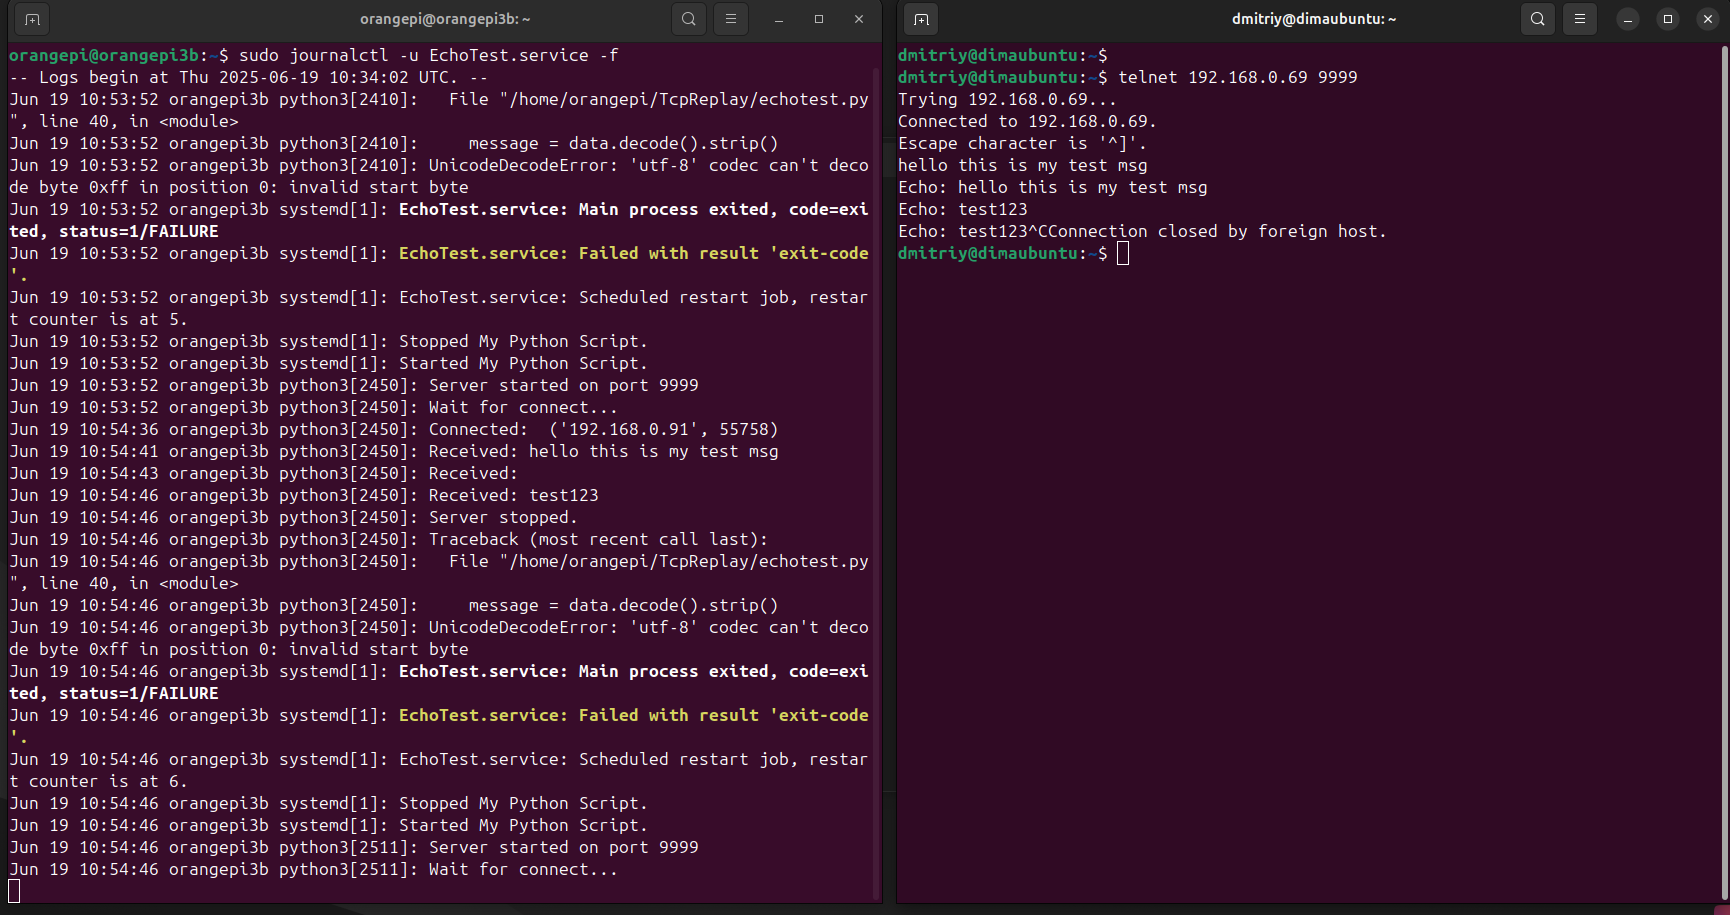 orangepi@orangepi3b: ~
orangepi@orangepi3b:~$ sudo journalctl -u EchoTest.service -f
-- Logs begin at Thu 2025-06-19 10:34:02 UTC. --
Jun 19 10:53:52 orangepi3b python3[2410]:   File "/home/orangepi/TcpReplay/echotest.py
", line 40, in <module>
Jun 19 10:53:52 orangepi3b python3[2410]:     message = data.decode().strip()
Jun 19 10:53:52 orangepi3b python3[2410]: UnicodeDecodeError: 'utf-8' codec can't deco
de byte 0xff in position 0: invalid start byte
Jun 19 10:53:52 orangepi3b systemd[1]: EchoTest.service: Main process exited, code=exi
ted, status=1/FAILURE
Jun 19 10:53:52 orangepi3b systemd[1]: EchoTest.service: Failed with result 'exit-code
'.
Jun 19 10:53:52 orangepi3b systemd[1]: EchoTest.service: Scheduled restart job, restar
t counter is at 5.
Jun 19 10:53:52 orangepi3b systemd[1]: Stopped My Python Script.
Jun 19 10:53:52 orangepi3b systemd[1]: Started My Python Script.
Jun 19 10:53:52 orangepi3b python3[2450]: Server started on port 9999
Jun 19 10:53:52 orangepi3b python3[2450]: Wait for connect...
Jun 19 10:54:36 orangepi3b python3[2450]: Connected:  ('192.168.0.91', 55758)
Jun 19 10:54:41 orangepi3b python3[2450]: Received: hello this is my test msg
Jun 19 10:54:43 orangepi3b python3[2450]: Received:
Jun 19 10:54:46 orangepi3b python3[2450]: Received: test123
Jun 19 10:54:46 orangepi3b python3[2450]: Server stopped.
Jun 19 10:54:46 orangepi3b python3[2450]: Traceback (most recent call last):
Jun 19 10:54:46 orangepi3b python3[2450]:   File "/home/orangepi/TcpReplay/echotest.py
", line 40, in <module>
Jun 19 10:54:46 orangepi3b python3[2450]:     message = data.decode().strip()
Jun 19 10:54:46 orangepi3b python3[2450]: UnicodeDecodeError: 'utf-8' codec can't deco
de byte 0xff in position 0: invalid start byte
Jun 19 10:54:46 orangepi3b systemd[1]: EchoTest.service: Main process exited, code=exi
ted, status=1/FAILURE
Jun 19 10:54:46 orangepi3b systemd[1]: EchoTest.service: Failed with result 'exit-code
'.
Jun 19 10:54:46 orangepi3b systemd[1]: EchoTest.service: Scheduled restart job, restar
t counter is at 6.
Jun 19 10:54:46 orangepi3b systemd[1]: Stopped My Python Script.
Jun 19 10:54:46 orangepi3b systemd[1]: Started My Python Script.
Jun 19 10:54:46 orangepi3b python3[2511]: Server started on port 9999
Jun 19 10:54:46 orangepi3b python3[2511]: Wait for connect...
dmitriy@dimaubuntu: ~
dmitriy@dimaubuntu:~$
dmitriy@dimaubuntu:~$ telnet 192.168.0.69 9999
Trying 192.168.0.69...
Connected to 192.168.0.69.
Escape character is '^]'.
hello this is my test msg
Echo: hello this is my test msg
Echo: test123
Echo: test123^CConnection closed by foreign host.
dmitriy@dimaubuntu:~$